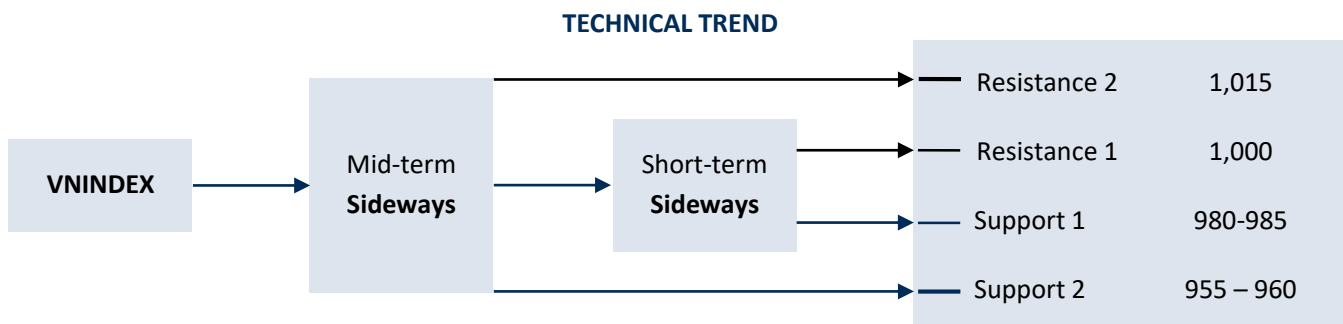 TECHNICAL TREND
VNINDEX
Mid-term
Sideways
Short-term
Sideways
Resistance 2 1,015
Resistance 1 1,000
Support 1 980-985
Support 2 955 – 960